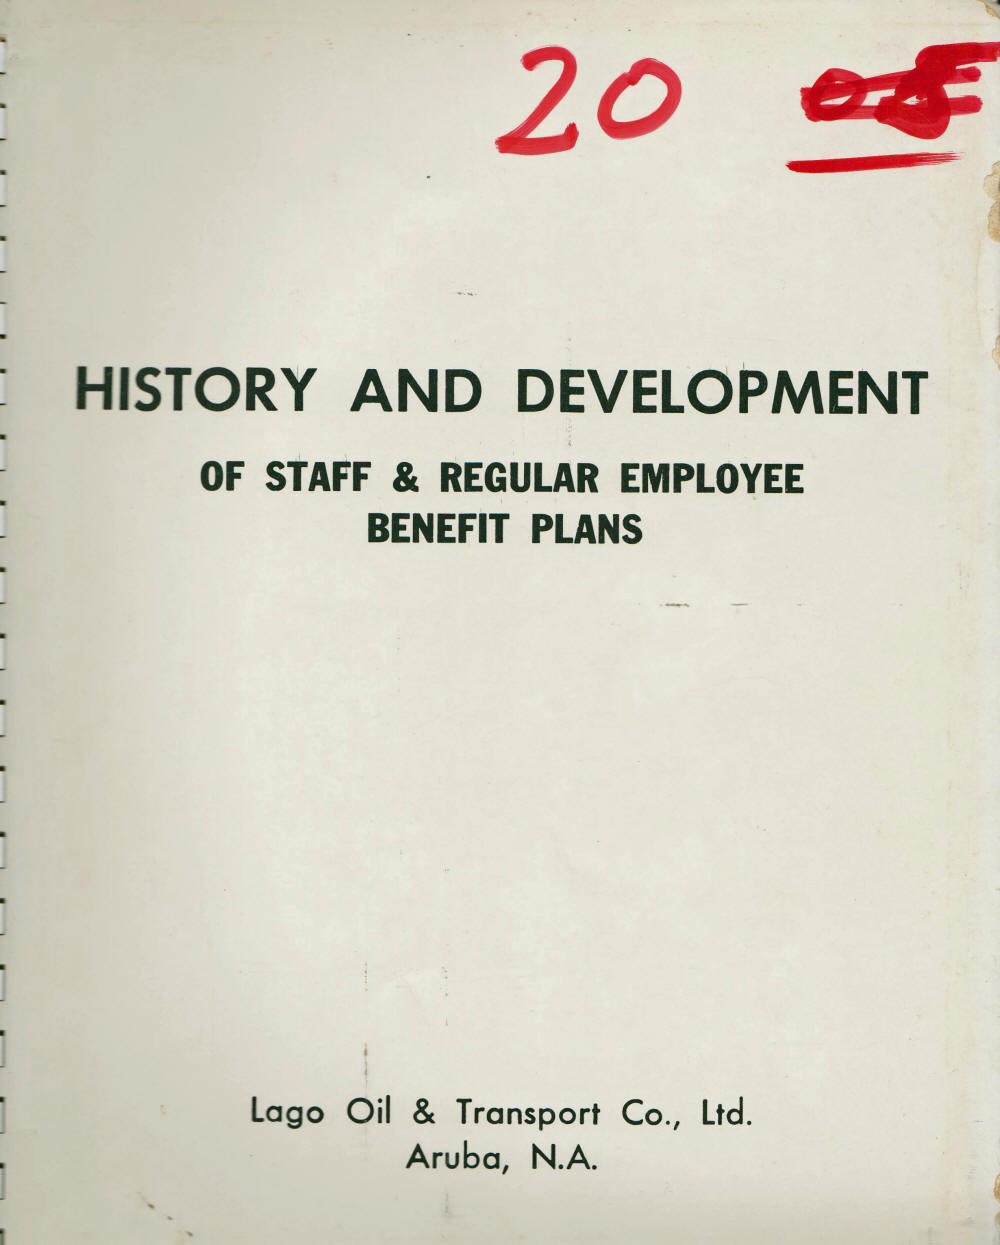 20
HISTORY AND DEVELOPMENT
OF STAFF & REGULAR EMPLOYEE
BENEFIT PLANS
Lago Oil & Transport Co., Ltd.
Aruba, N.A.